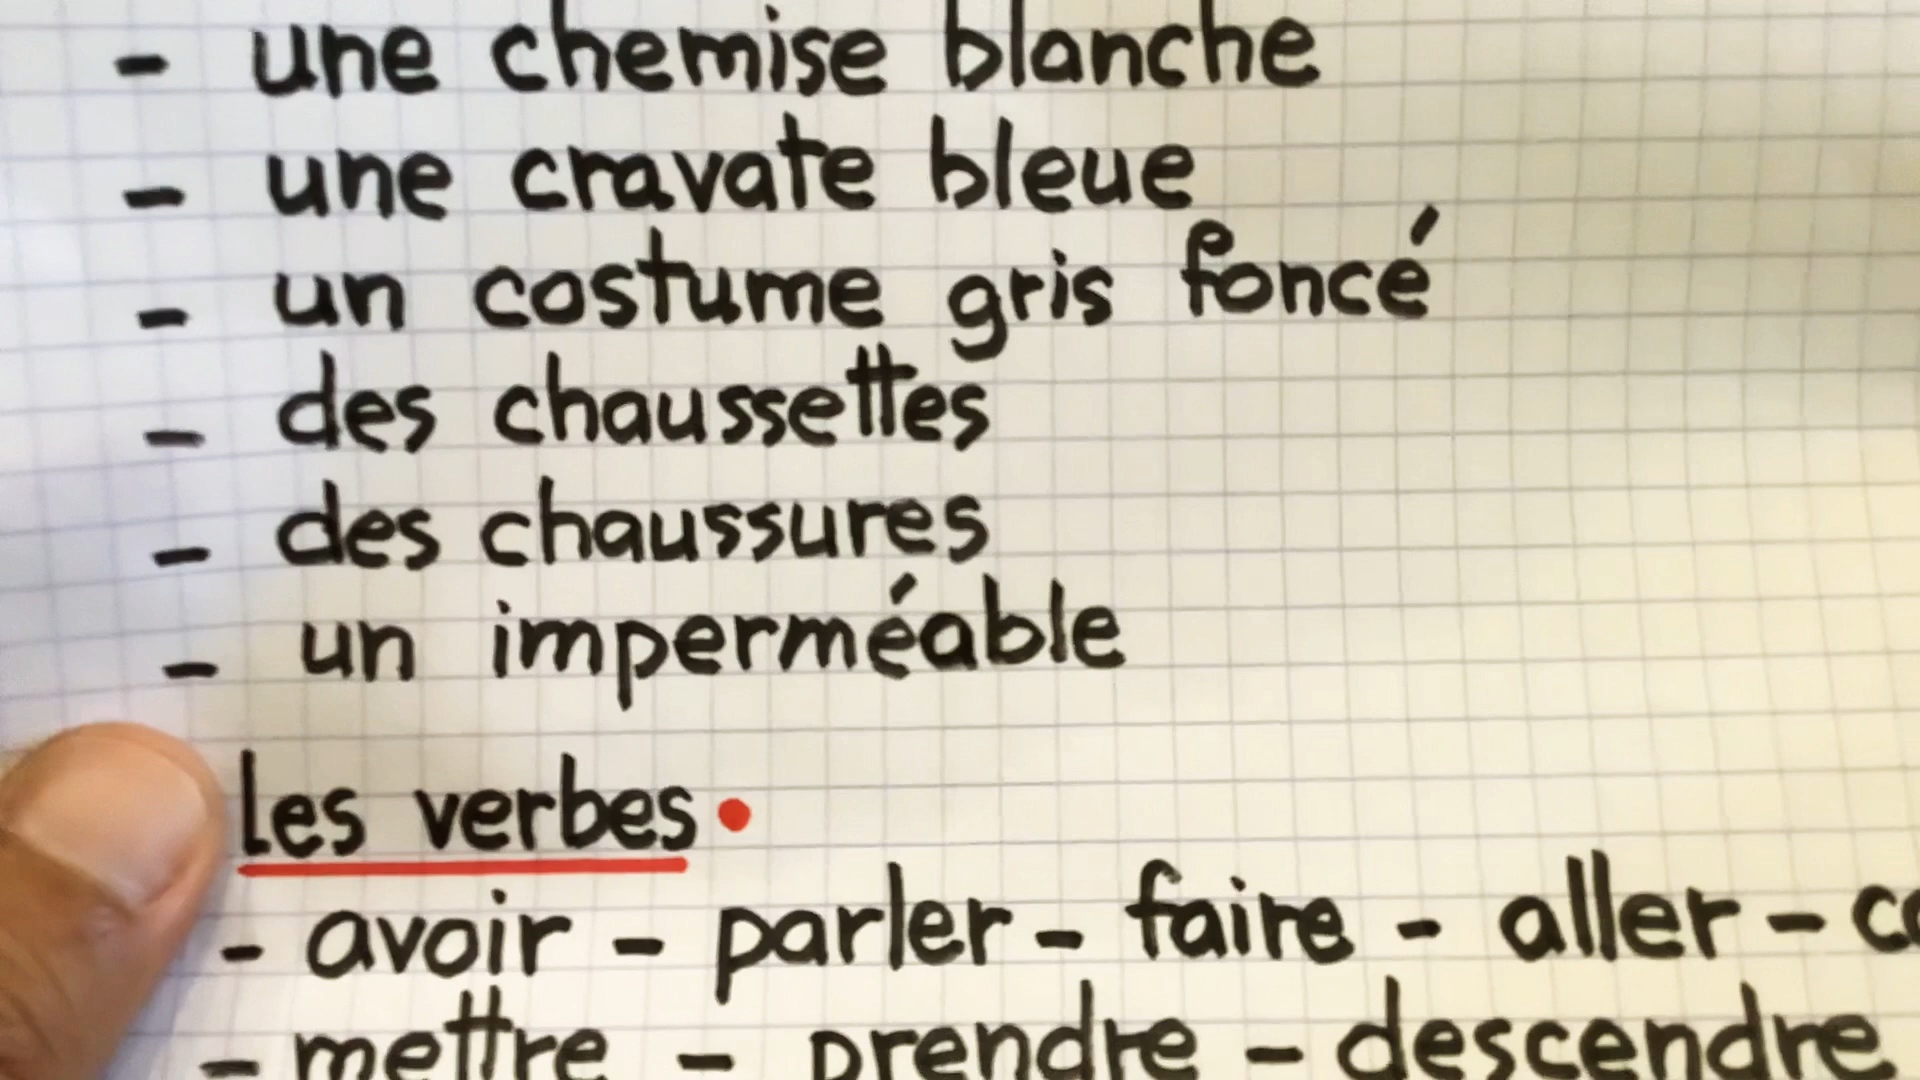 - une chemise blanche
- une cravate bleue
- un costume gris foncé
- des chaussettes
- des chaussures
- un imperméable
les verbes
- avoir - parler - faire - aller -
- mettre - prendre - descendre